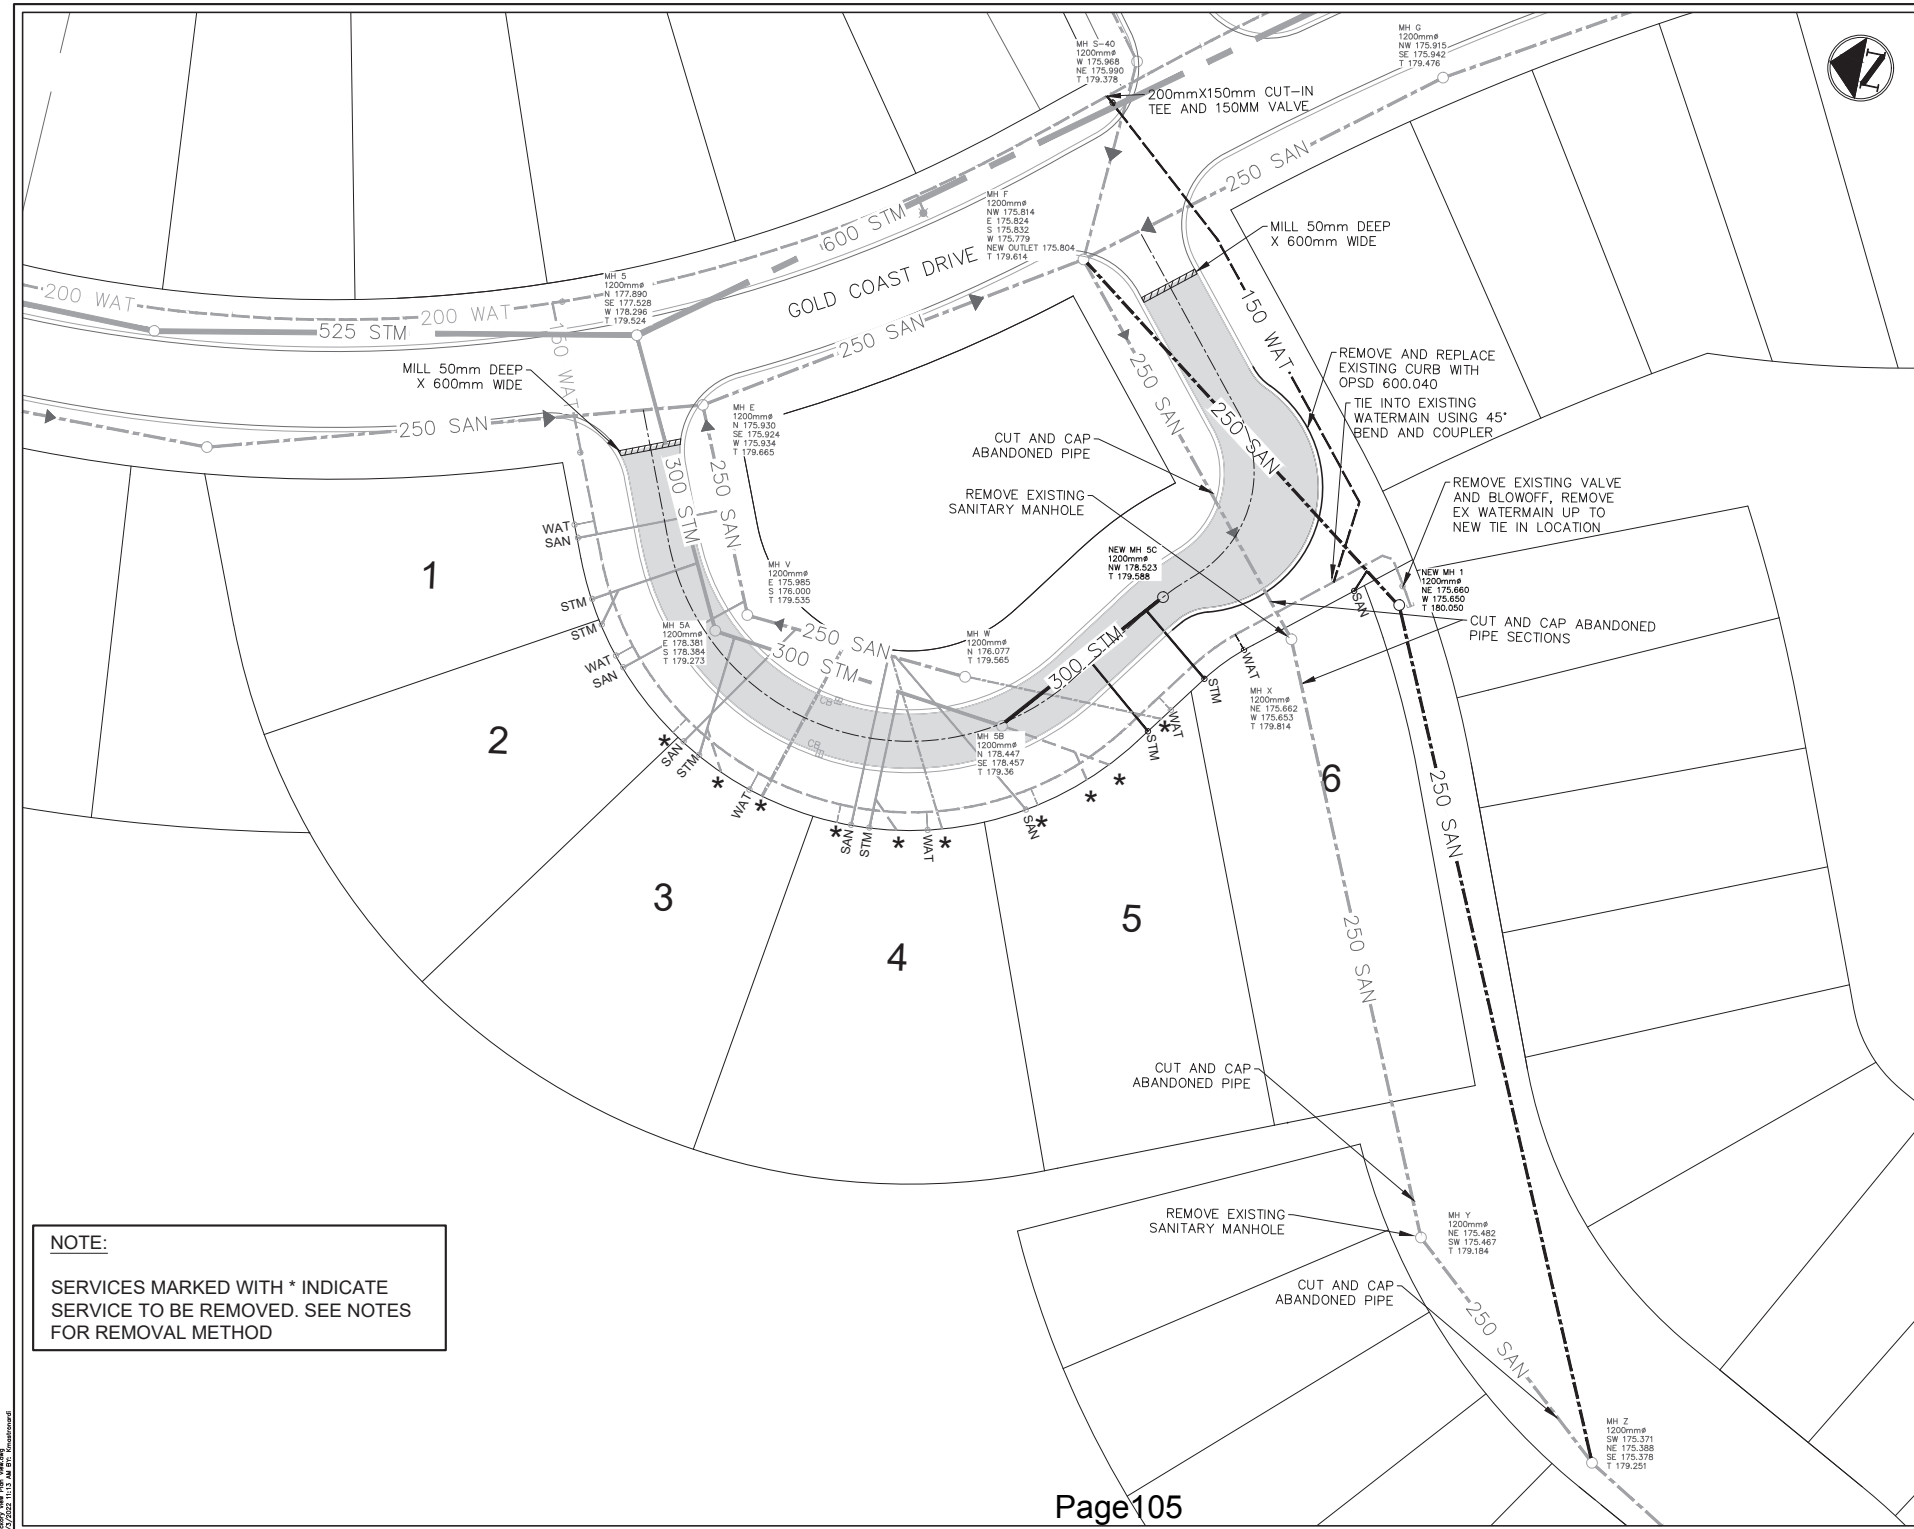 MH S-40
1200mmø
W 175.968
NE 175.990
T 179.378
MH G
1200mmø
NW 175.915
SE 175.942
T 179.476
N
200mmX150mm CUT-IN
TEE AND 150MM VALVE
250 SAN
MH F
1200mmø
NW 175.814
E 175.824
S 175.832
W 175.779
NEW OUTLET 175.804
T 179.614
600 STM
MILL 50mm DEEP
X 600mm WIDE
GOLD COAST DRIVE
MH 5
1200mmø
N 177.890
SE 177.528
W 178.296
T 179.524
200 WAT
200 WAT
525 STM
150 WAT
250 SAN
150 WAT
MILL 50mm DEEP
X 600mm WIDE
REMOVE AND REPLACE
EXISTING CURB WITH
OPSD 600.040
250 SAN
TIE INTO EXISTING
WATERMAIN USING 45°
BEND AND COUPLER
250 SAN
MH E
1200mmø
N 175.930
SE 175.924
W 175.934
T 179.665
250 SAN
CUT AND CAP
ABANDONED PIPE
300 STM
250 SAN
REMOVE EXISTING
SANITARY MANHOLE
REMOVE EXISTING VALVE
AND BLOWOFF, REMOVE
EX WATERMAIN UP TO
NEW TIE IN LOCATION
WAT
SAN
1
NEW MH 5C
1200mmø
NW 178.523
T 179.588
MH V
1200mmø
E 175.985
S 176.000
T 179.535
NEW MH 1
1200mmø
NE 175.660
W 175.650
T 180.050
SAN
STM
STM
CUT AND CAP ABANDONED
PIPE SECTIONS
MH 5A
1200mmø
E 178.381
S 178.384
T 179.273
250 SAN
300 STM
MH W
1200mmø
N 176.077
T 179.565
300 STM
WAT
SAN
WAT
STM
MH X
1200mmø
NE 175.662
W 175.653
T 179.814
CB
CB
2
*
SAN
STM
*
WAT
*
MH 5B
1200mmø
N 178.447
SE 178.457
T 179.36
WAT
*
STM
*
*
6
*
SAN
STM
*
WAT
*
SAN
*
250 SAN
3
4
5
250 SAN
CUT AND CAP
ABANDONED PIPE
REMOVE EXISTING
SANITARY MANHOLE
MH Y
1200mmø
NE 175.482
SW 175.467
T 179.184
NOTE:
SERVICES MARKED WITH * INDICATE
SERVICE TO BE REMOVED. SEE NOTES
FOR REMOVAL METHOD
CUT AND CAP
ABANDONED PIPE
250 SAN
MH Z
1200mmø
SW 175.371
NE 175.388
SE 175.378
T 179.251
Page105